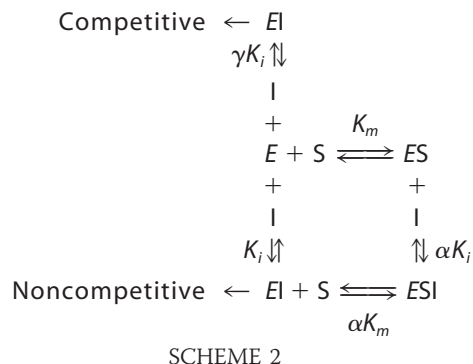 Competitive ← EI
γKᵢ ⇅
I
+ Kₘ
E + S ⇌ ES
+ +
I I
Kᵢ ⇵ ⇅ αKᵢ
Noncompetitive ← EI + S ⇌ ESI
αKₘ
SCHEME 2